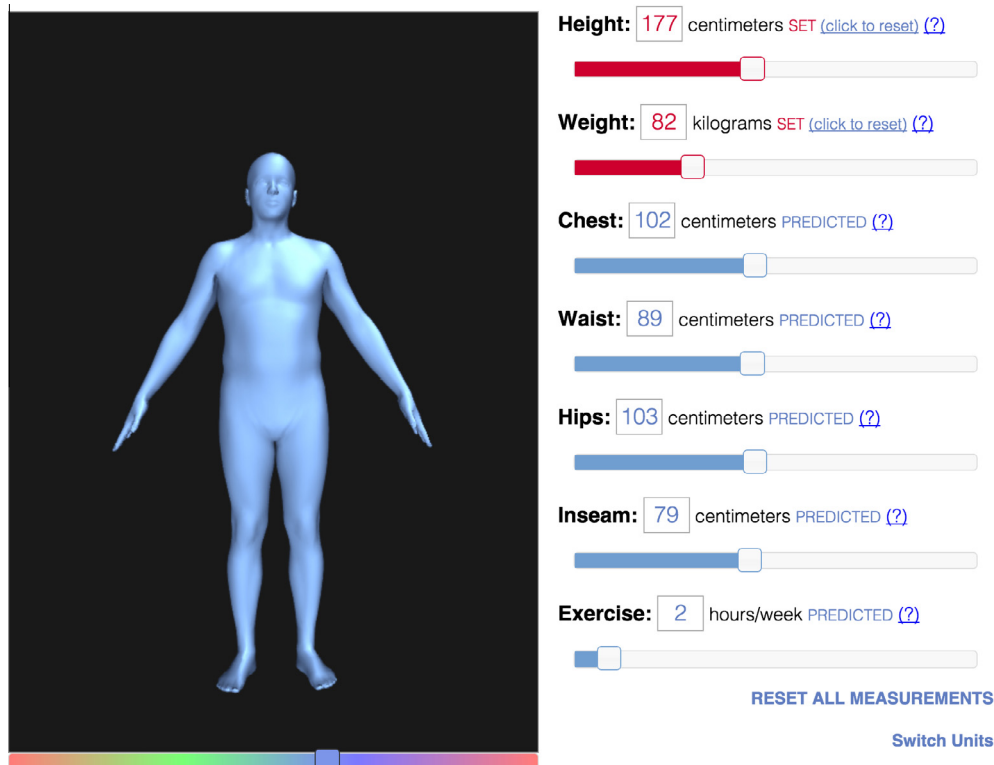 Height: 177 centimeters SET (click to reset) (?)
Weight: 82 kilograms SET (click to reset) (?)
Chest: 102 centimeters PREDICTED (?)
Waist: 89 centimeters PREDICTED (?)
Hips: 103 centimeters PREDICTED (?)
Inseam: 79 centimeters PREDICTED (?)
Exercise: 2 hours/week PREDICTED (?)
RESET ALL MEASUREMENTS
Switch Units